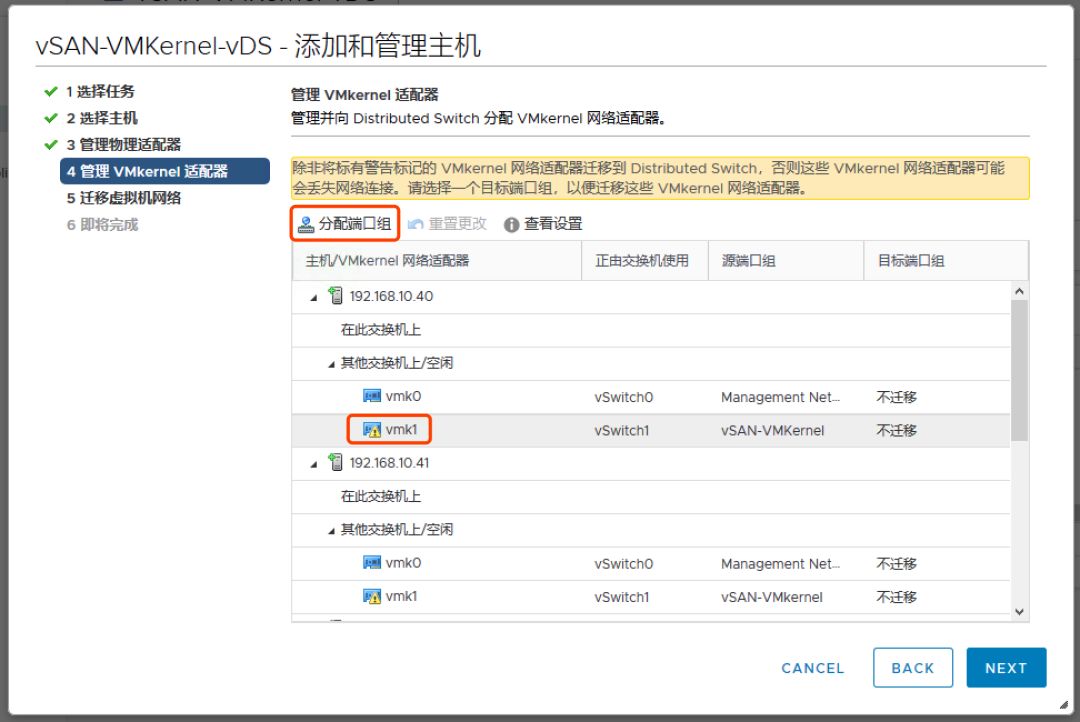 vSAN-VMKernel-vDS - 添加和管理主机
1 选择任务
2 选择主机
3 管理物理适配器
4 管理 VMkernel 适配器
5 迁移虚拟机网络
6 即将完成
管理 VMkernel 适配器
管理并向 Distributed Switch 分配 VMkernel 网络适配器。
除非将标有警告标记的 VMkernel 网络适配器迁移到 Distributed Switch，否则这些 VMkernel 网络适配器可能
会丢失网络连接。请选择一个目标端口组，以便迁移这些 VMkernel 网络适配器。
分配端口组 重置更改 查看设置
主机/VMkernel 网络适配器 正由交换机使用 源端口组 目标端口组
192.168.10.40
在此交换机上
其他交换机上/空闲
vmk0 vSwitch0 Management Net... 不迁移
vmk1 vSwitch1 vSAN-VMKernel 不迁移
192.168.10.41
在此交换机上
其他交换机上/空闲
vmk0 vSwitch0 Management Net... 不迁移
vmk1 vSwitch1 vSAN-VMkernel 不迁移
CANCEL BACK NEXT